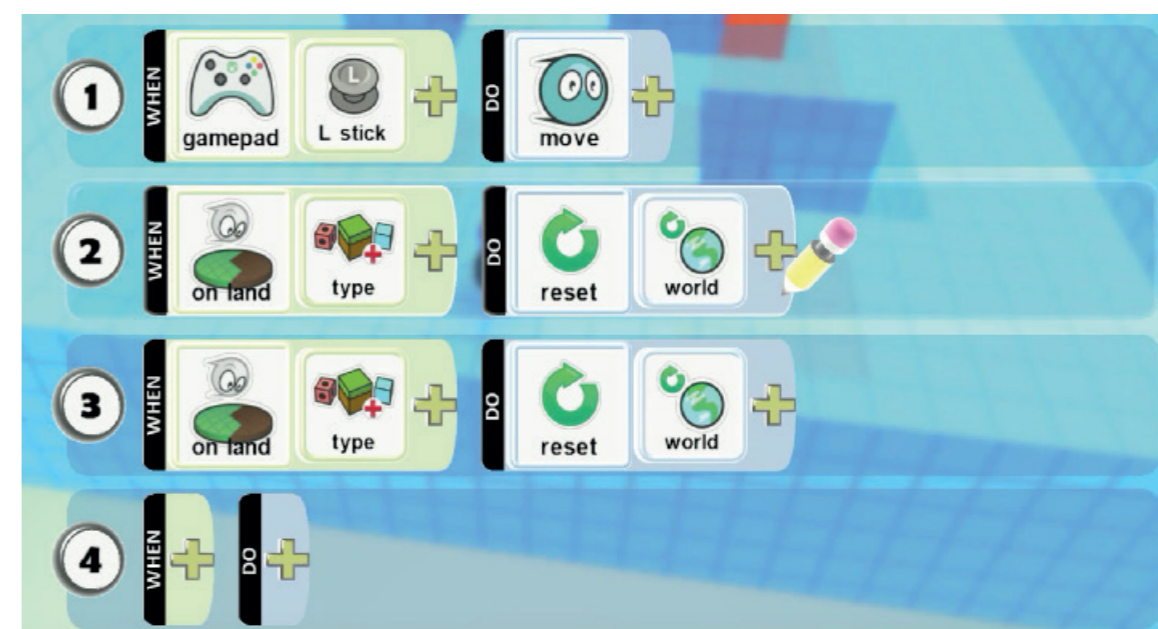 1 WHEN gamepad L L stick DO move
2 WHEN on land type DO reset world
3 WHEN on land type DO reset world
4 WHEN DO